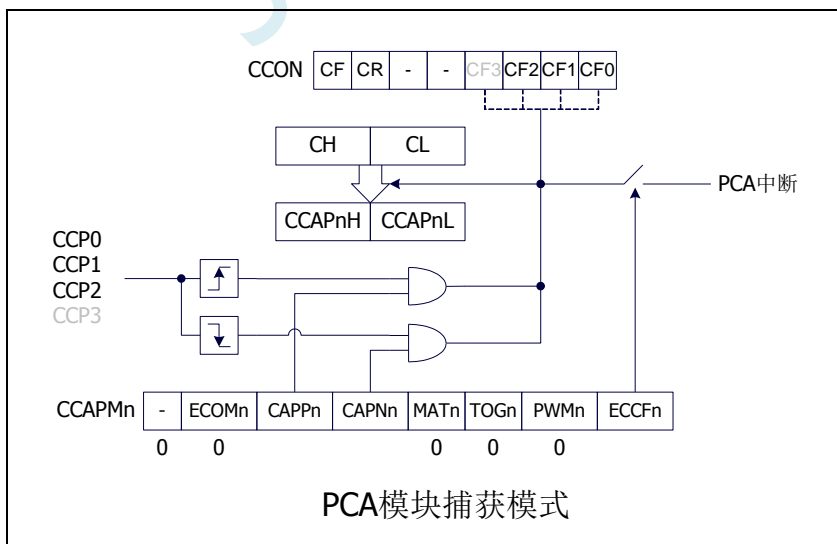 CCON CF CR - - CF3 CF2 CF1 CF0
CH CL
CCAPnH CCAPnL
PCA中断
CCP0
CCP1
CCP2
CCP3
CCAPMn - ECOMn CAPPn CAPNn MATn TOGn PWMn ECCFn
0 0 0 0 0
PCA模块捕获模式